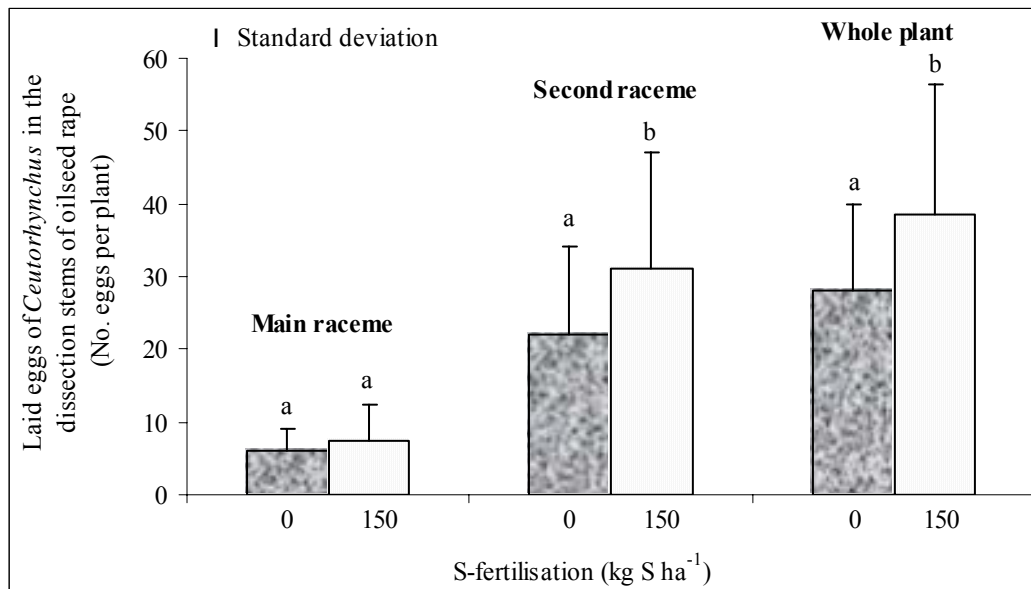 I Standard deviation
Whole plant
Second raceme
Main raceme
Laid eggs of Ceutorhynchus in the
dissection stems of oilseed rape
(No. eggs per plant)
60
50
40
30
20
10
0
a a
a b
a b
0 150 0 150 0 150
S-fertilisation (kg S ha⁻¹)